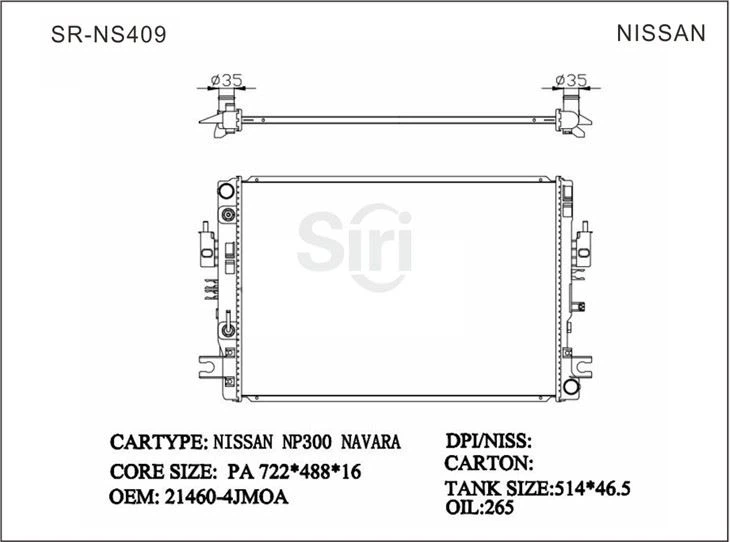 SR-NS409
NISSAN
Ø35
Ø35
Siri
CARTYPE: NISSAN NP300 NAVARA
CORE SIZE: PA 722*488*16
OEM: 21460-4JMOA
DPI/NISS:
CARTON:
TANK SIZE:514*46.5
OIL:265